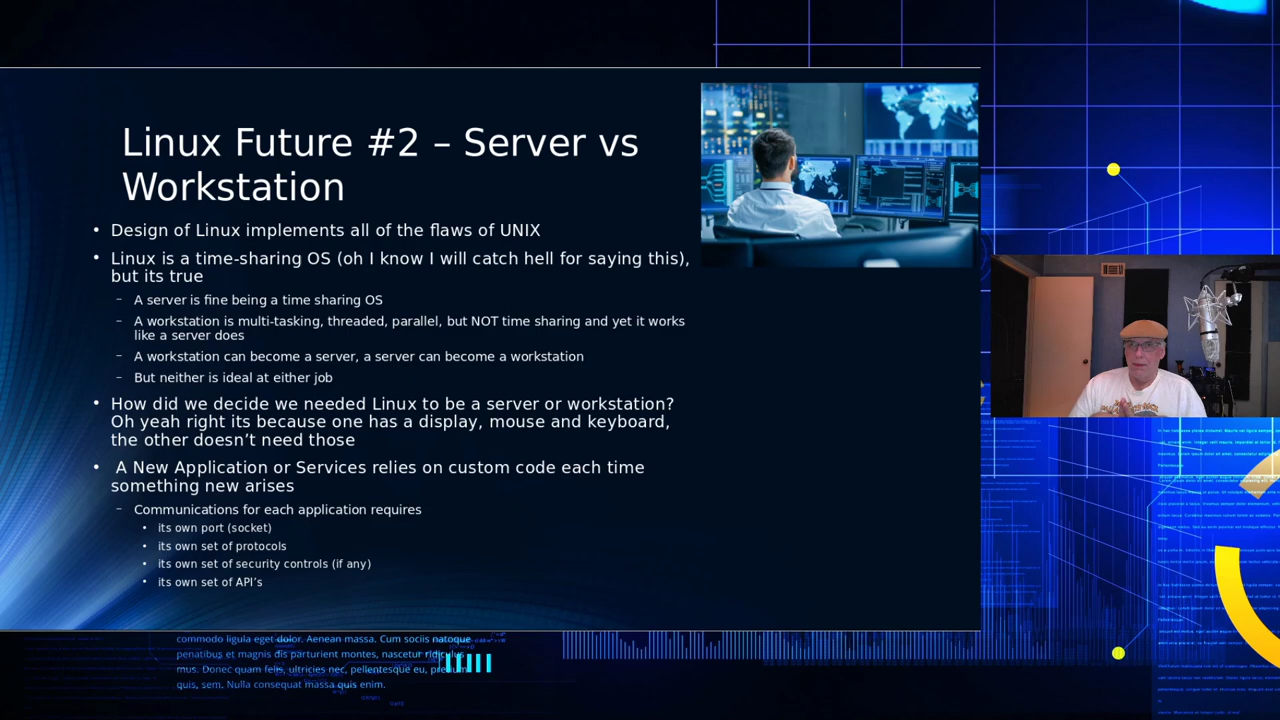 Linux Future #2 – Server vs
Workstation
• Design of Linux implements all of the flaws of UNIX
• Linux is a time-sharing OS (oh I know I will catch hell for saying this),
but its true
– A server is fine being a time sharing OS
– A workstation is multi-tasking, threaded, parallel, but NOT time sharing and yet it works
like a server does
– A workstation can become a server, a server can become a workstation
– But neither is ideal at either job
• How did we decide we needed Linux to be a server or workstation?
Oh yeah right its because one has a display, mouse and keyboard,
the other doesn’t need those
• A New Application or Services relies on custom code each time
something new arises
– Communications for each application requires
• its own port (socket)
• its own set of protocols
• its own set of security controls (if any)
• its own set of API’s
commodo ligula eget dolor. Aenean massa. Cum sociis natoque
penatibus et magnis dis parturient montes, nascetur ridiculus
mus. Donec quam felis, ultricies nec, pellentesque eu, pretium
quis, sem. Nulla consequat massa quis enim.